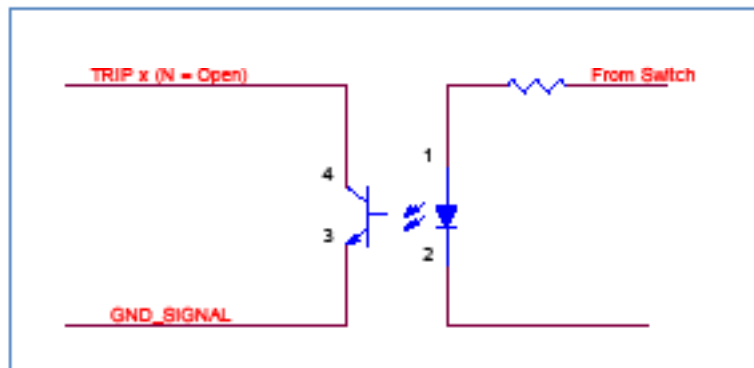 TRIP x (N = Open)
From Switch
4
1
3
2
GND_SIGNAL